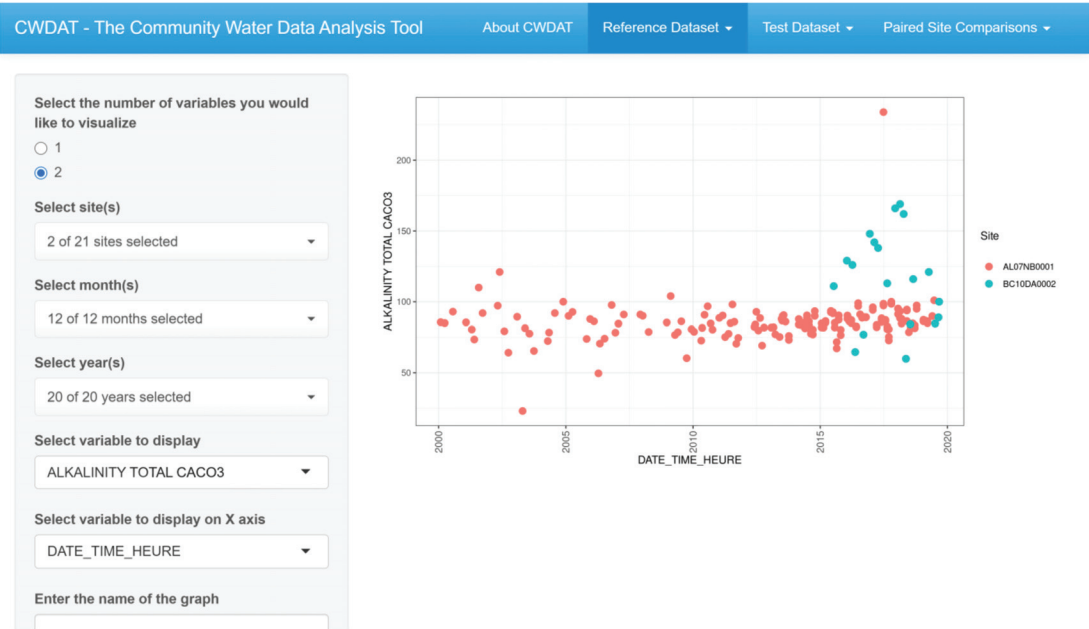 CWDAT - The Community Water Data Analysis Tool
About CWDAT
Reference Dataset
Test Dataset
Paired Site Comparisons
Select the number of variables you would
like to visualize
1
2
Select site(s)
2 of 21 sites selected
Select month(s)
12 of 12 months selected
Select year(s)
20 of 20 years selected
Select variable to display
ALKALINITY TOTAL CACO3
Select variable to display on X axis
DATE_TIME_HEURE
Enter the name of the graph
ALKALINITY TOTAL CACO3
200
150
100
50
2000
2005
2010
2015
2020
DATE_TIME_HEURE
Site
AL07NB0001
BC10DA0002